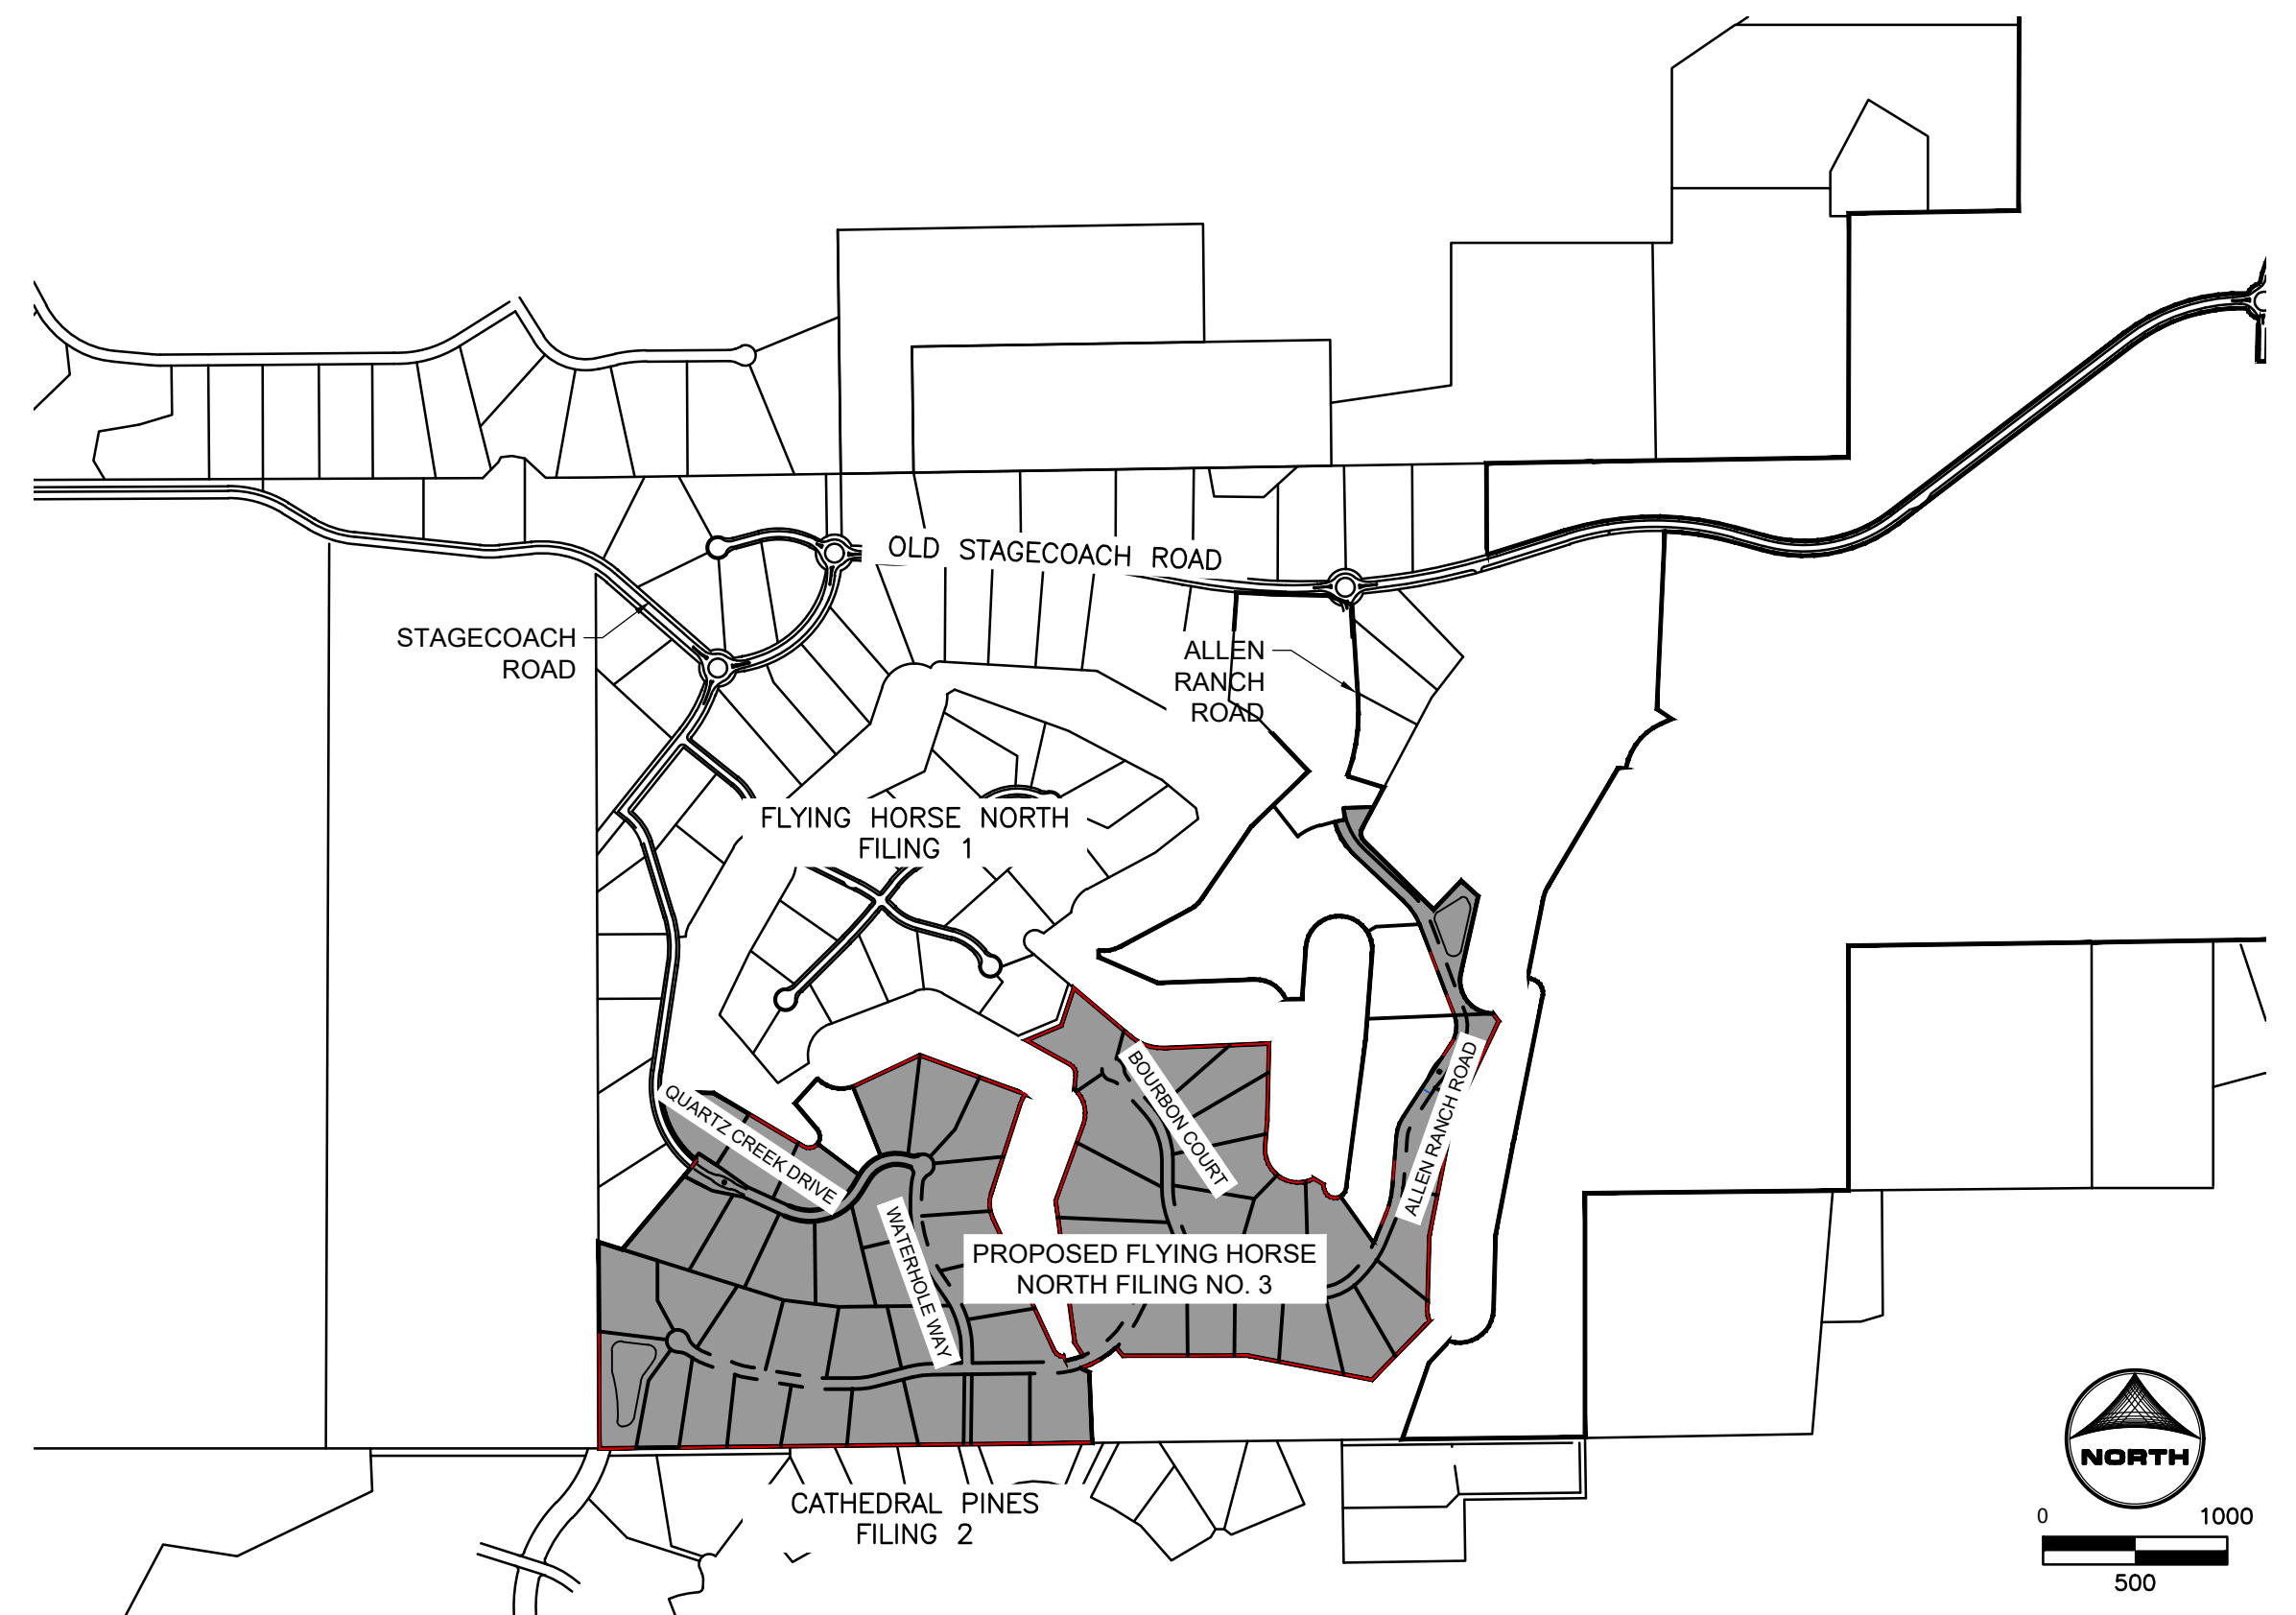 OLD STAGECOACH ROAD
STAGECOACH
ROAD
ALLEN
RANCH
ROAD
FLYING HORSE NORTH
FILING 1
QUARTZ CREEK DRIVE
BOURBON COURT
ALLEN RANCH ROAD
WATERHOLE WAY
PROPOSED FLYING HORSE
NORTH FILING NO. 3
CATHEDRAL PINES
FILING 2
NORTH
0 1000
500